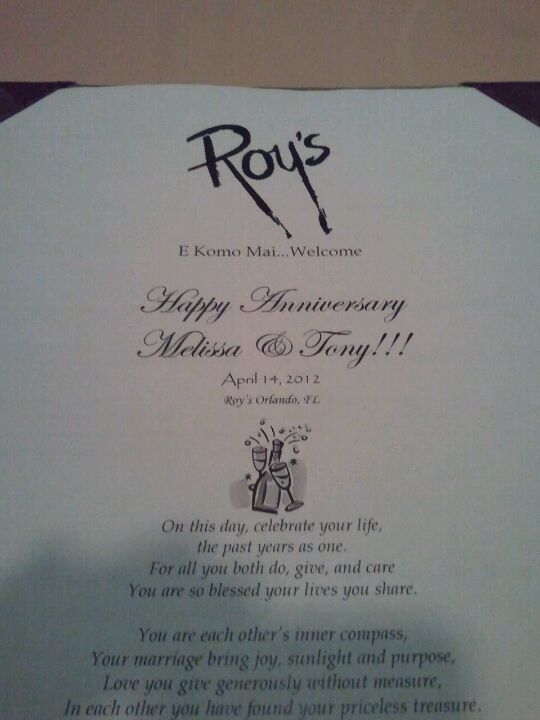 Roy's
E Komo Mai...Welcome
Happy Anniversary
Melissa & Tony!!!
April 14, 2012
Roy's Orlando, FL
On this day, celebrate your life,
the past years as one.
For all you both do, give, and care
You are so blessed your lives you share.
You are each other's inner compass,
Your marriage bring joy, sunlight and purpose,
Love you give generously without measure,
In each other you have found your priceless treasure.